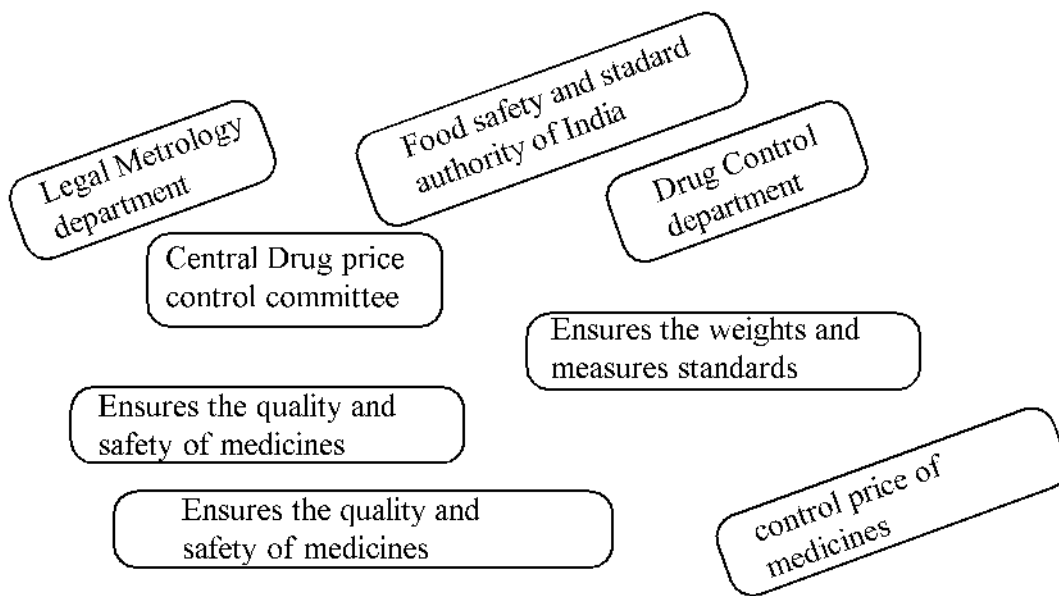 Food safety and stadard
authority of India
Legal Metrology
department
Drug Control
department
Central Drug price
control committee
Ensures the weights and
measures standards
Ensures the quality and
safety of medicines
Ensures the quality and
safety of medicines
control price of
medicines